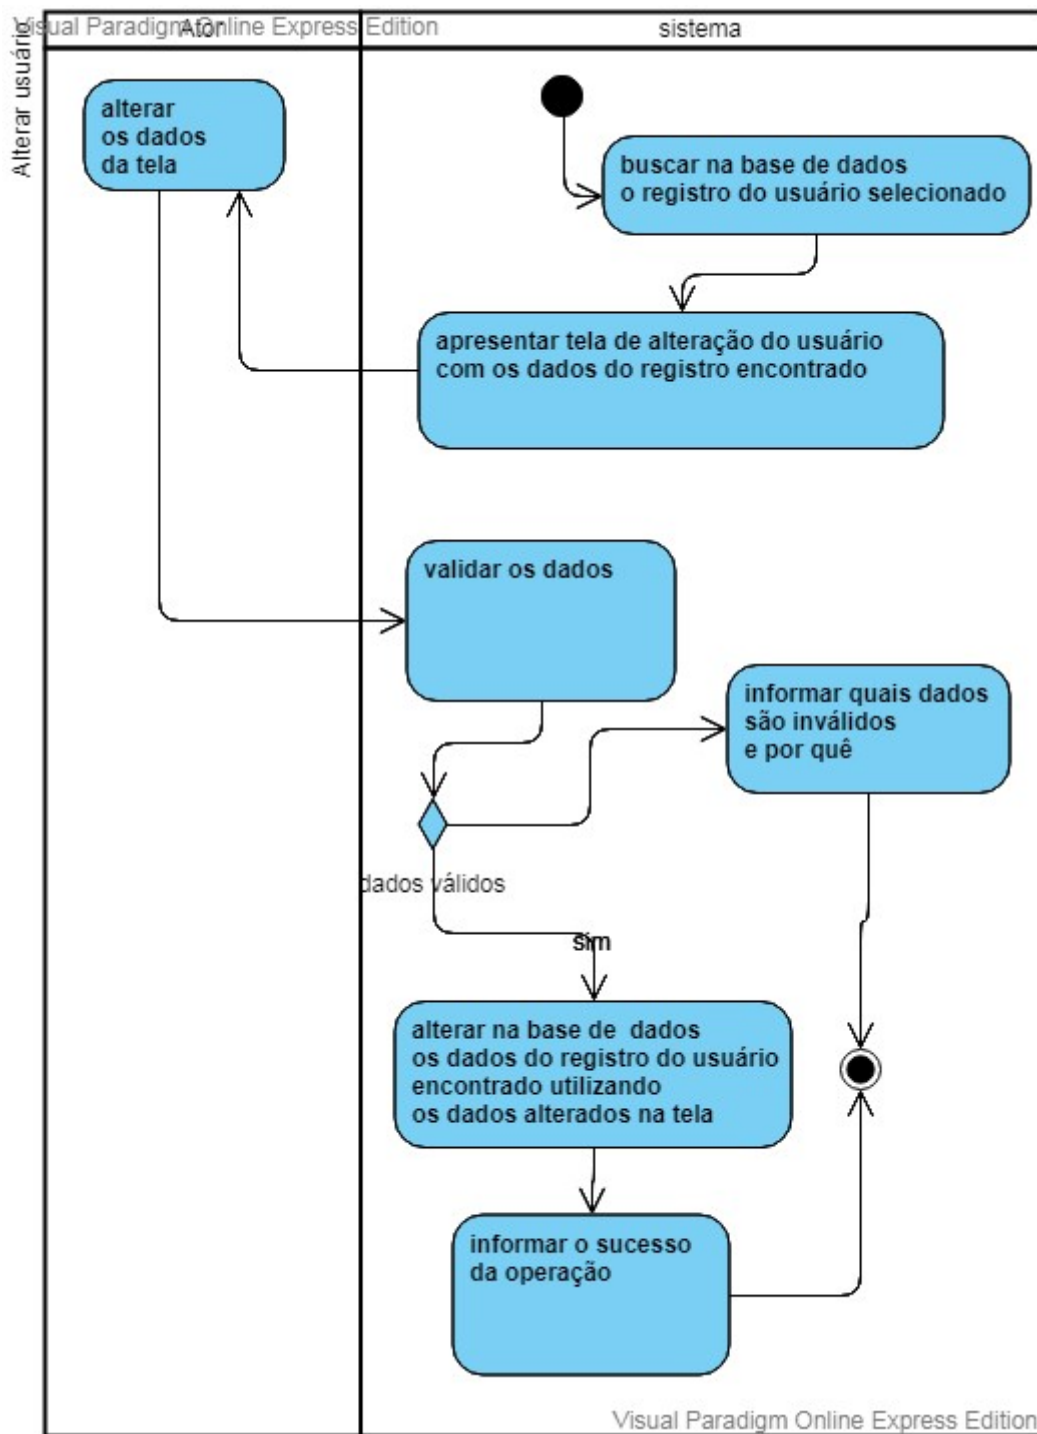 Visual Paradigm Online Express Edition
Ator
sistema
Alterar usuário
alterar
os dados
da tela
buscar na base de dados
o registro do usuário selecionado
apresentar tela de alteração do usuário
com os dados do registro encontrado
validar os dados
informar quais dados
são inválidos
e por quê
dados válidos
sim
alterar na base de  dados
os dados do registro do usuário
encontrado utilizando
os dados alterados na tela
informar o sucesso
da operação
Visual Paradigm Online Express Edition